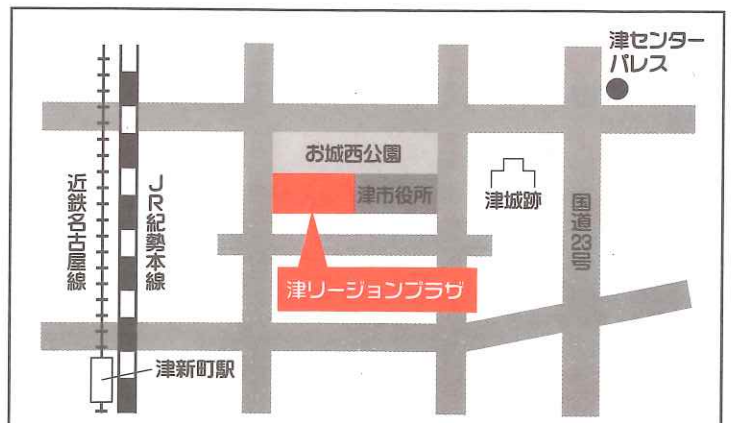 津センター
パレス
お城西公園
津市役所
津城跡
国道23号
近鉄名古屋線
JR紀勢本線
津リージョンプラザ
津新町駅